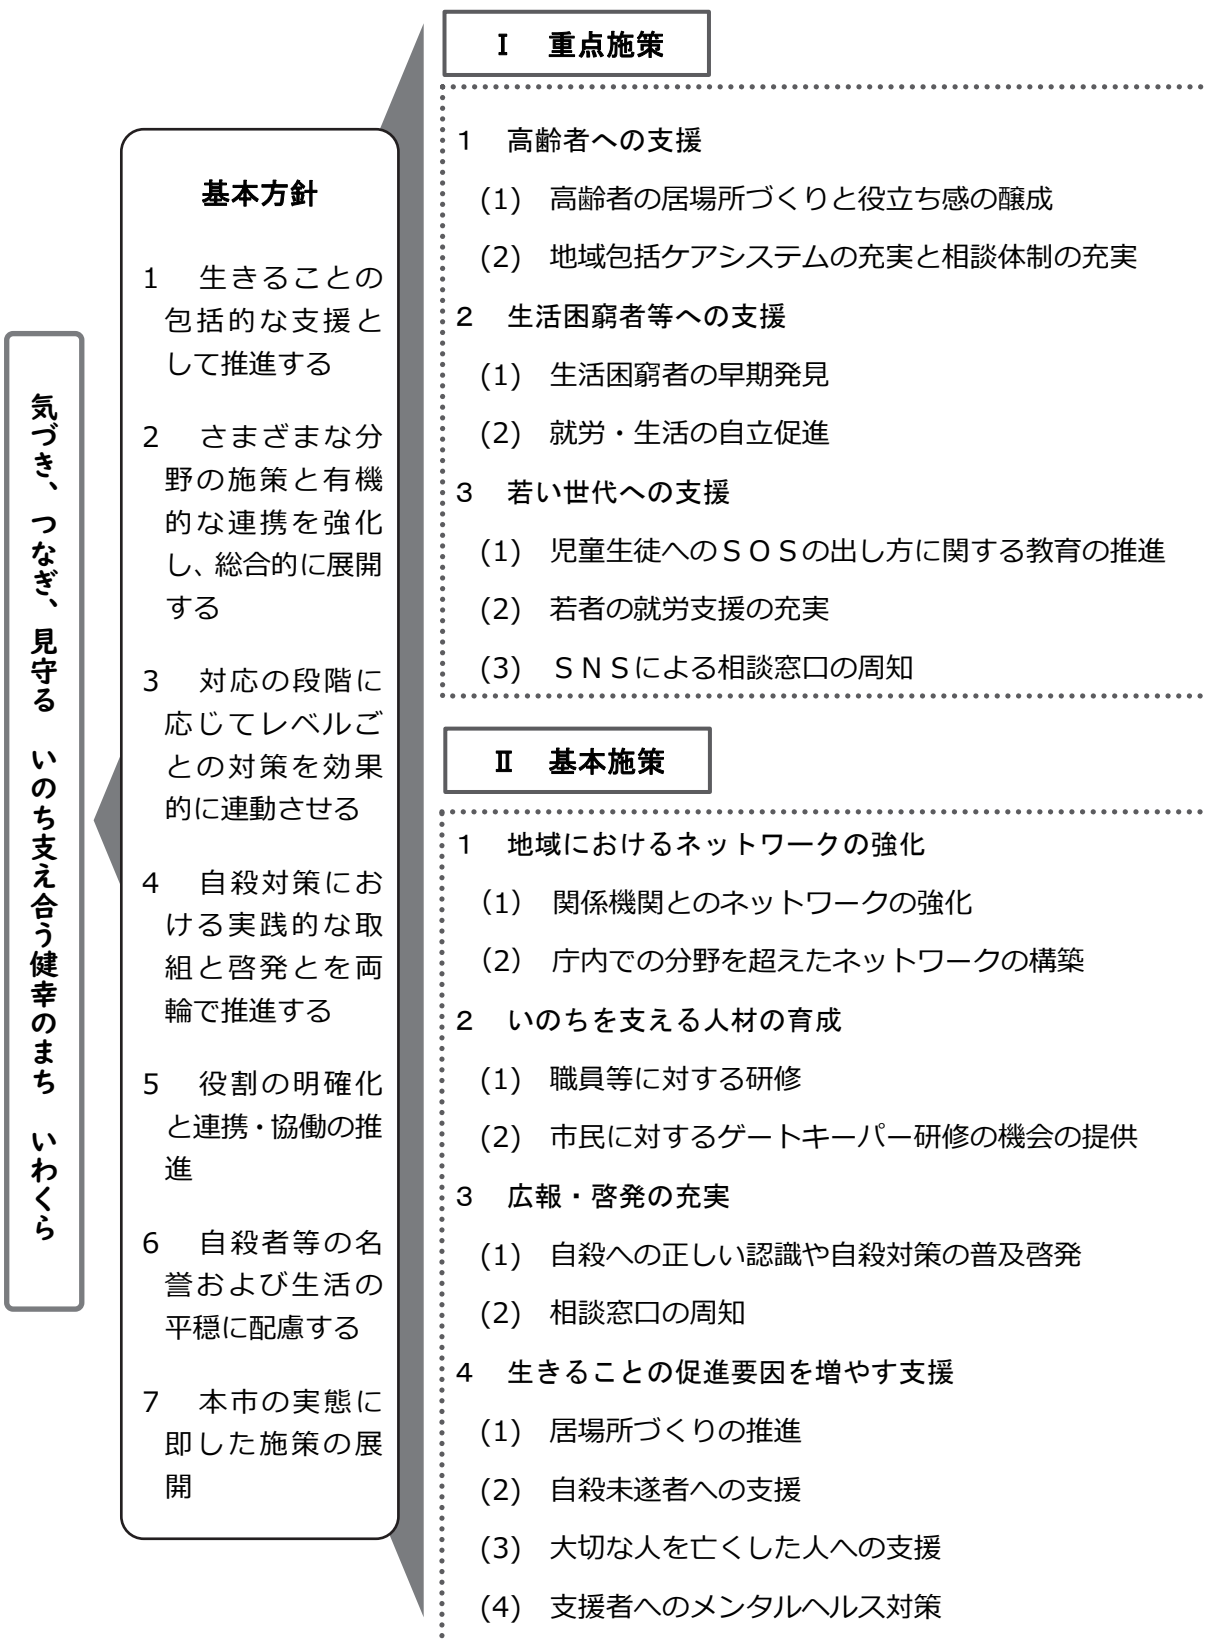 気づき、つなぎ、見守る　いのち支え合う健幸のまち　いわくら
基本方針
1　生きることの
包括的な支援と
して推進する
2　さまざまな分
野の施策と有機
的な連携を強化
し、総合的に展開
する
3　対応の段階に
応じてレベルご
との対策を効果
的に連動させる
4　自殺対策にお
ける実践的な取
組と啓発とを両
輪で推進する
5　役割の明確化
と連携・協働の推
進
6　自殺者等の名
誉および生活の
平穏に配慮する
7　本市の実態に
即した施策の展
開
Ⅰ　重点施策
１　高齢者への支援
(1)　高齢者の居場所づくりと役立ち感の醸成
(2)　地域包括ケアシステムの充実と相談体制の充実
２　生活困窮者等への支援
(1)　生活困窮者の早期発見
(2)　就労・生活の自立促進
３　若い世代への支援
(1)　児童生徒へのＳＯＳの出し方に関する教育の推進
(2)　若者の就労支援の充実
(3)　ＳＮＳによる相談窓口の周知
Ⅱ　基本施策
１　地域におけるネットワークの強化
（1）　関係機関とのネットワークの強化
（2）　庁内での分野を超えたネットワークの構築
２　いのちを支える人材の育成
(1)　職員等に対する研修
(2)　市民に対するゲートキーパー研修の機会の提供
３　広報・啓発の充実
(1)　自殺への正しい認識や自殺対策の普及啓発
(2)　相談窓口の周知
４　生きることの促進要因を増やす支援
(1)　居場所づくりの推進
(2)　自殺未遂者への支援
(3)　大切な人を亡くした人への支援
(4)　支援者へのメンタルヘルス対策